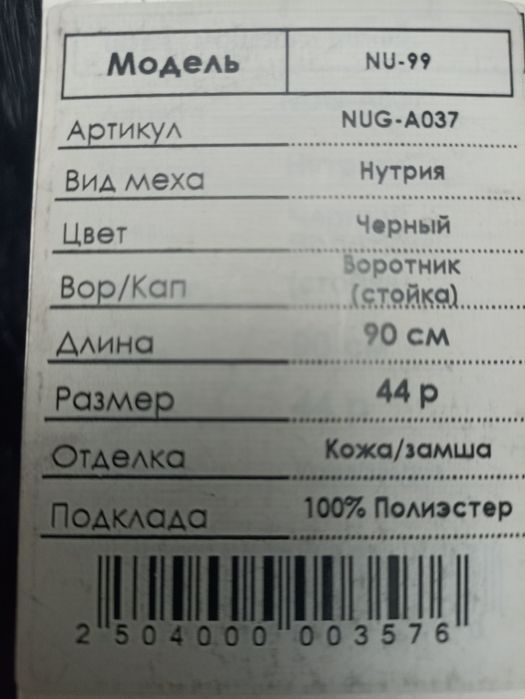 Модель NU-99
Артикул NUG-A037
Вид меха Нутрия
Цвет Черный
Вор/Кап Воротник
(стойка)
Длина 90 см
Размер 44 р
Отделка Кожа/замша
Подклада 100% Полиэстер
2 504000 003576